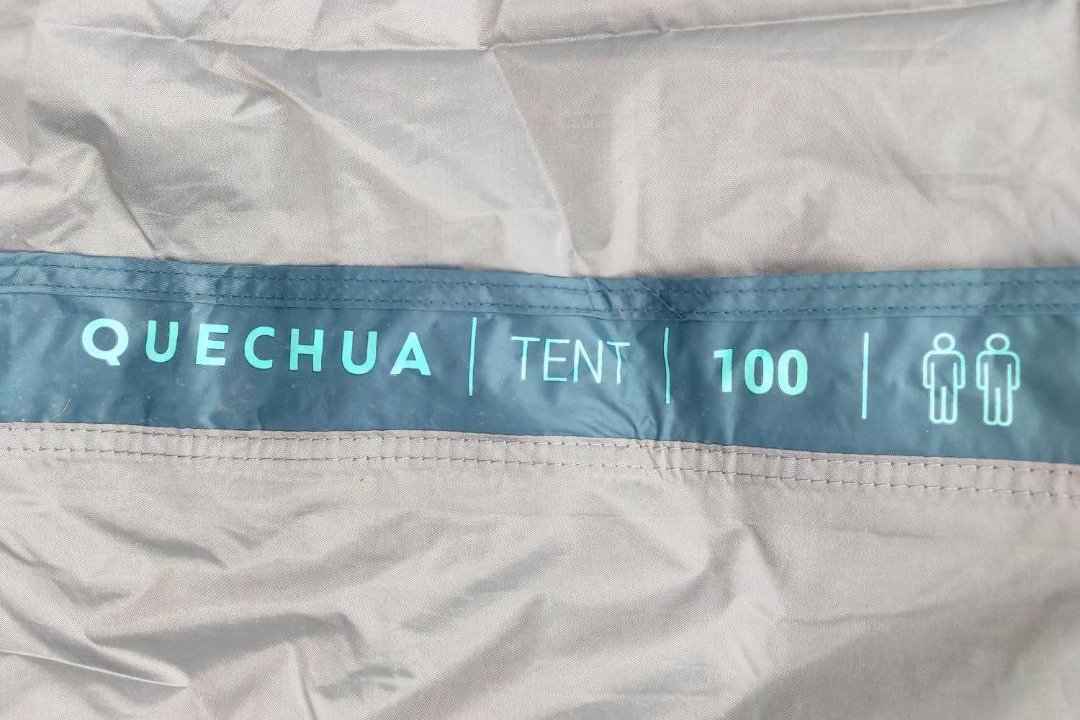 QUECHUA | TENT | 100 |